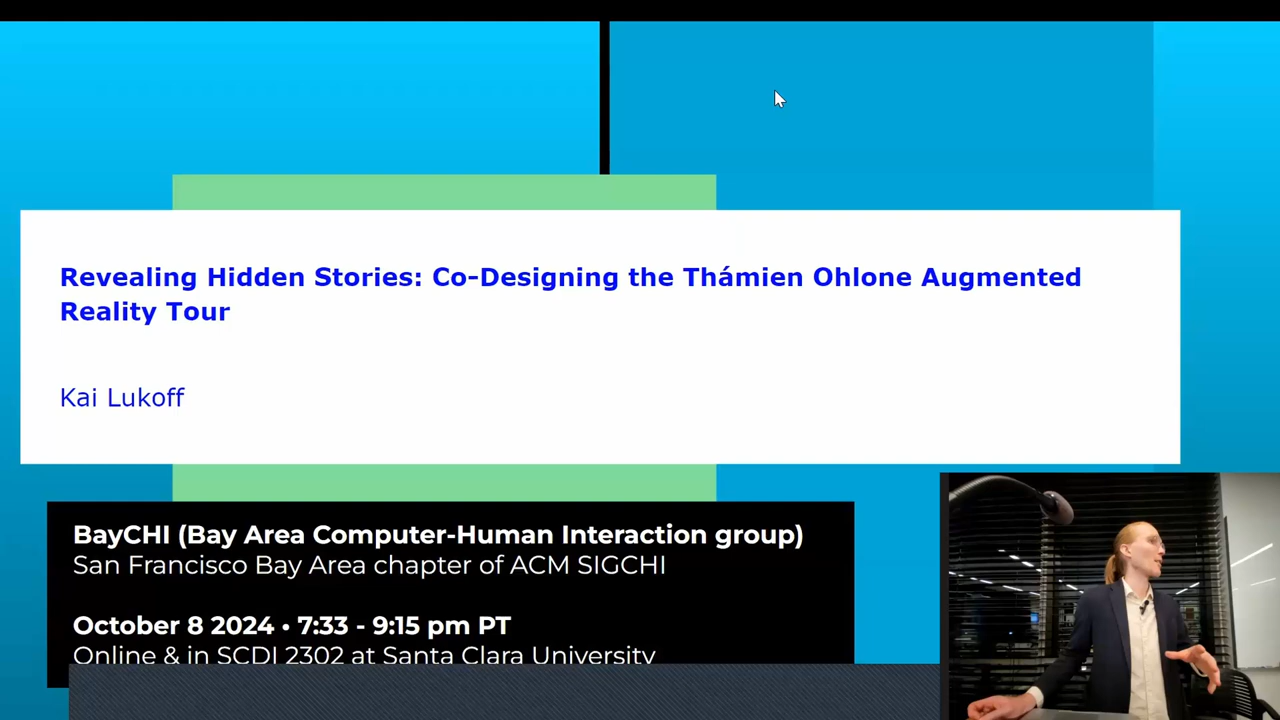 Revealing Hidden Stories: Co-Designing the Thámien Ohlone Augmented
Reality Tour
Kai Lukoff
BayCHI (Bay Area Computer-Human Interaction group)
San Francisco Bay Area chapter of ACM SIGCHI
October 8 2024 • 7:33 - 9:15 pm PT
Online & in SCDI 2302 at Santa Clara University